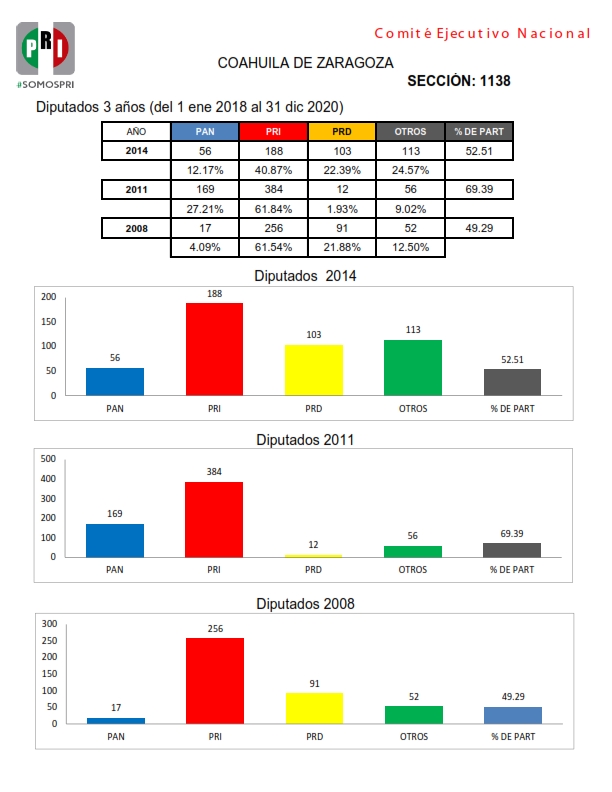 PRI
#SOMOSPRI
Comité Ejecutivo Nacional
COAHUILA DE ZARAGOZA
SECCIÓN: 1138
Diputados 3 años (del 1 ene 2018 al 31 dic 2020)
AÑO PAN PRI PRD OTROS % DE PART
2014 56 188 103 113 52.51
12.17% 40.87% 22.39% 24.57%
2011 169 384 12 56 69.39
27.21% 61.84% 1.93% 9.02%
2008 17 256 91 52 49.29
4.09% 61.54% 21.88% 12.50%
Diputados 2014
200
150
100
50
0
56 188 103 113 52.51
PAN PRI PRD OTROS % DE PART
Diputados 2011
500
400
300
200
100
0
169 384 12 56 69.39
PAN PRI PRD OTROS % DE PART
Diputados 2008
300
250
200
150
100
50
0
17 256 91 52 49.29
PAN PRI PRD OTROS % DE PART